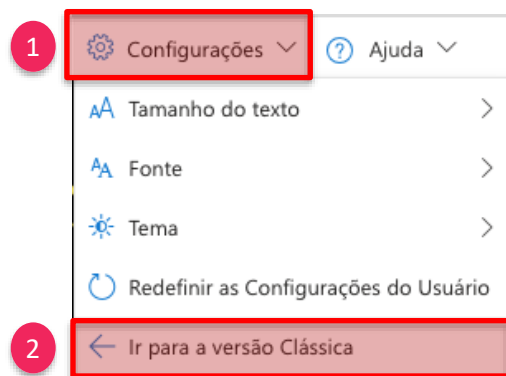 1 Configurações Ajuda
Tamanho do texto
Fonte
Tema
Redefinir as Configurações do Usuário
2 Ir para a versão Clássica